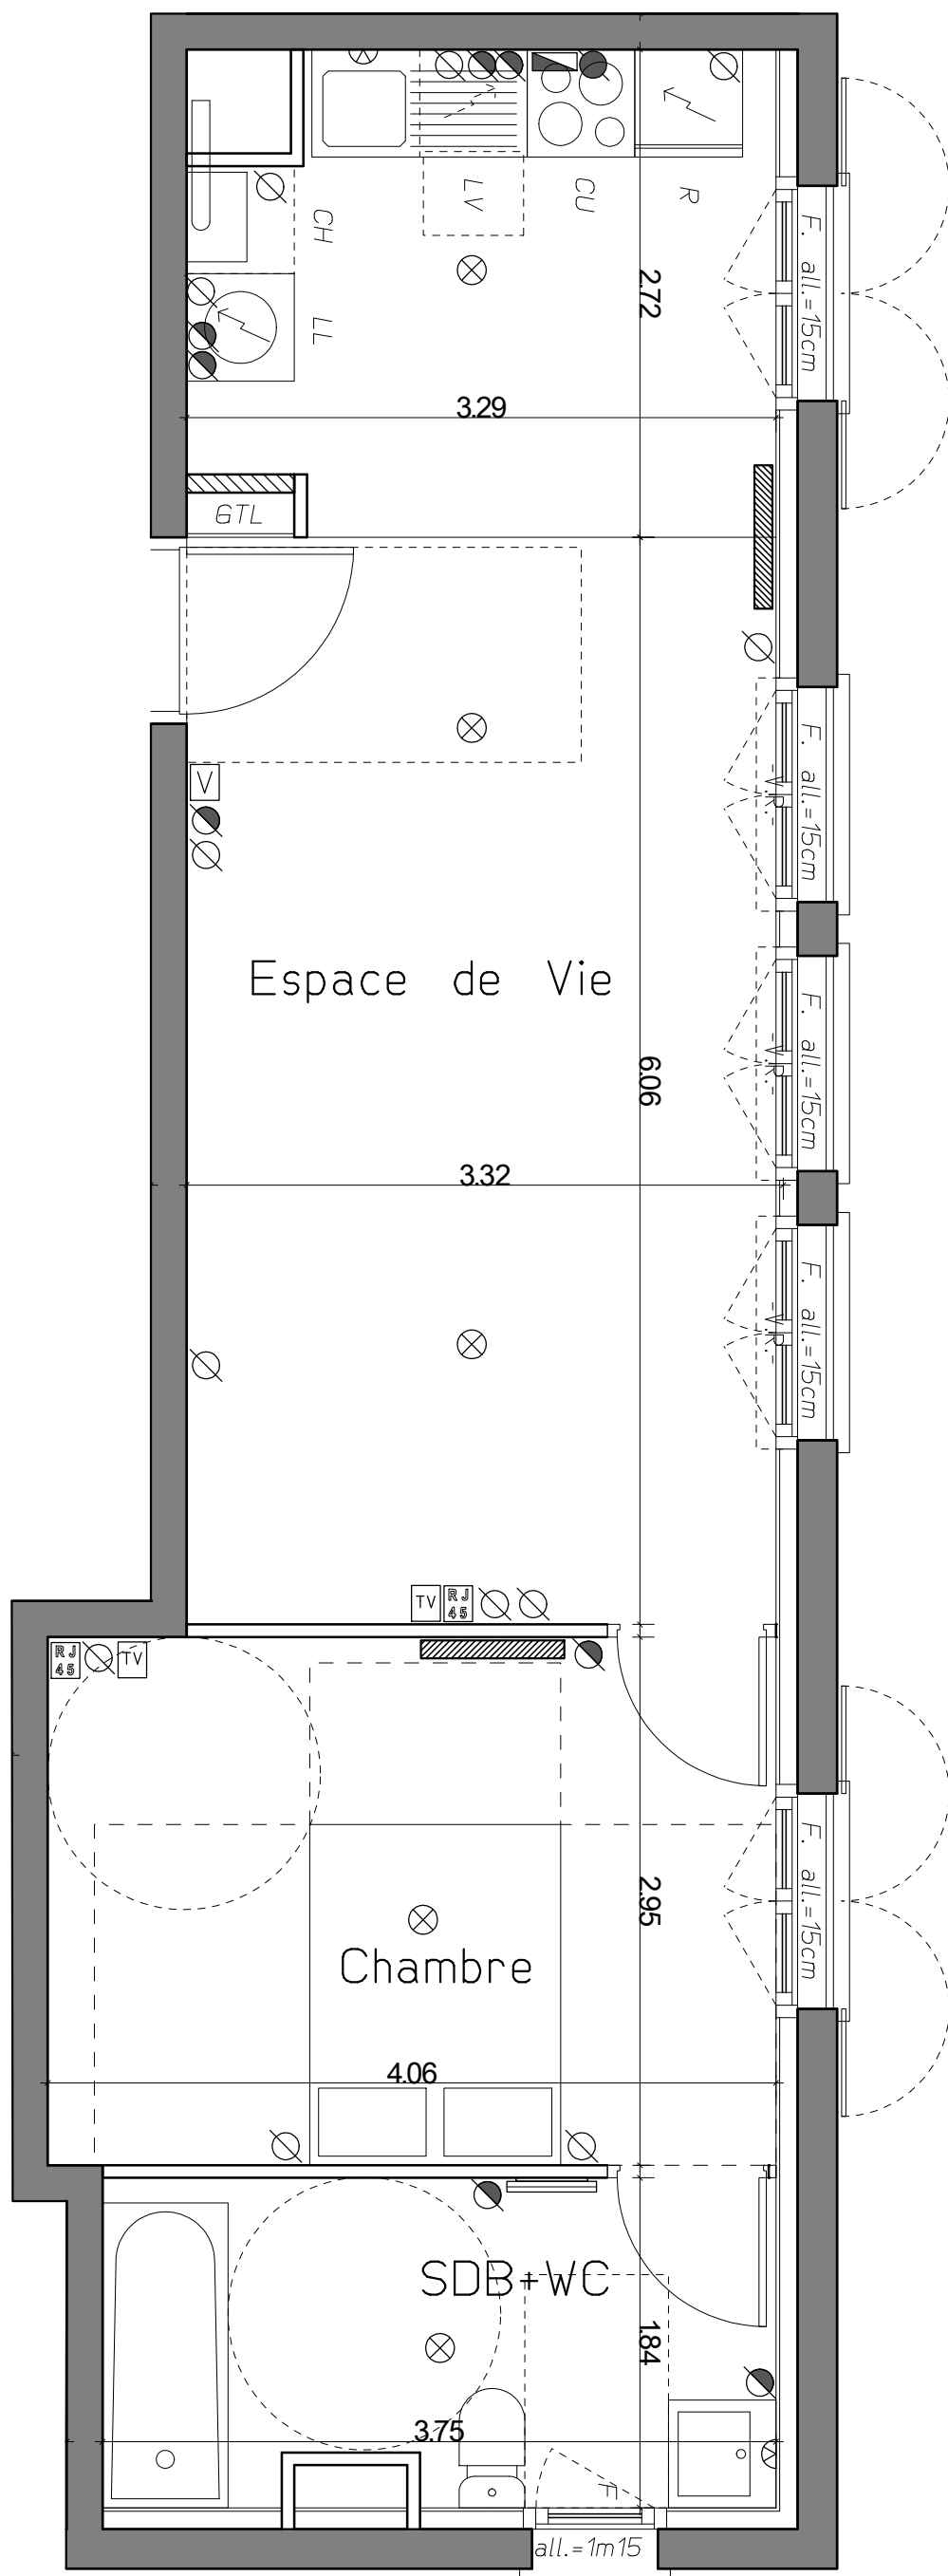 LV
CU
R
CH
LL
2.72
F. all.=15cm
3.29
GTL
V
F. all.=15cm
Espace de Vie
F. all.=15cm
6.06
3.32
F. all.=15cm
TV
RJ
45
RJ
45
TV
F. all.=15cm
2.95
Chambre
4.06
SDB+WC
1.84
3.75
F
all.=1m15